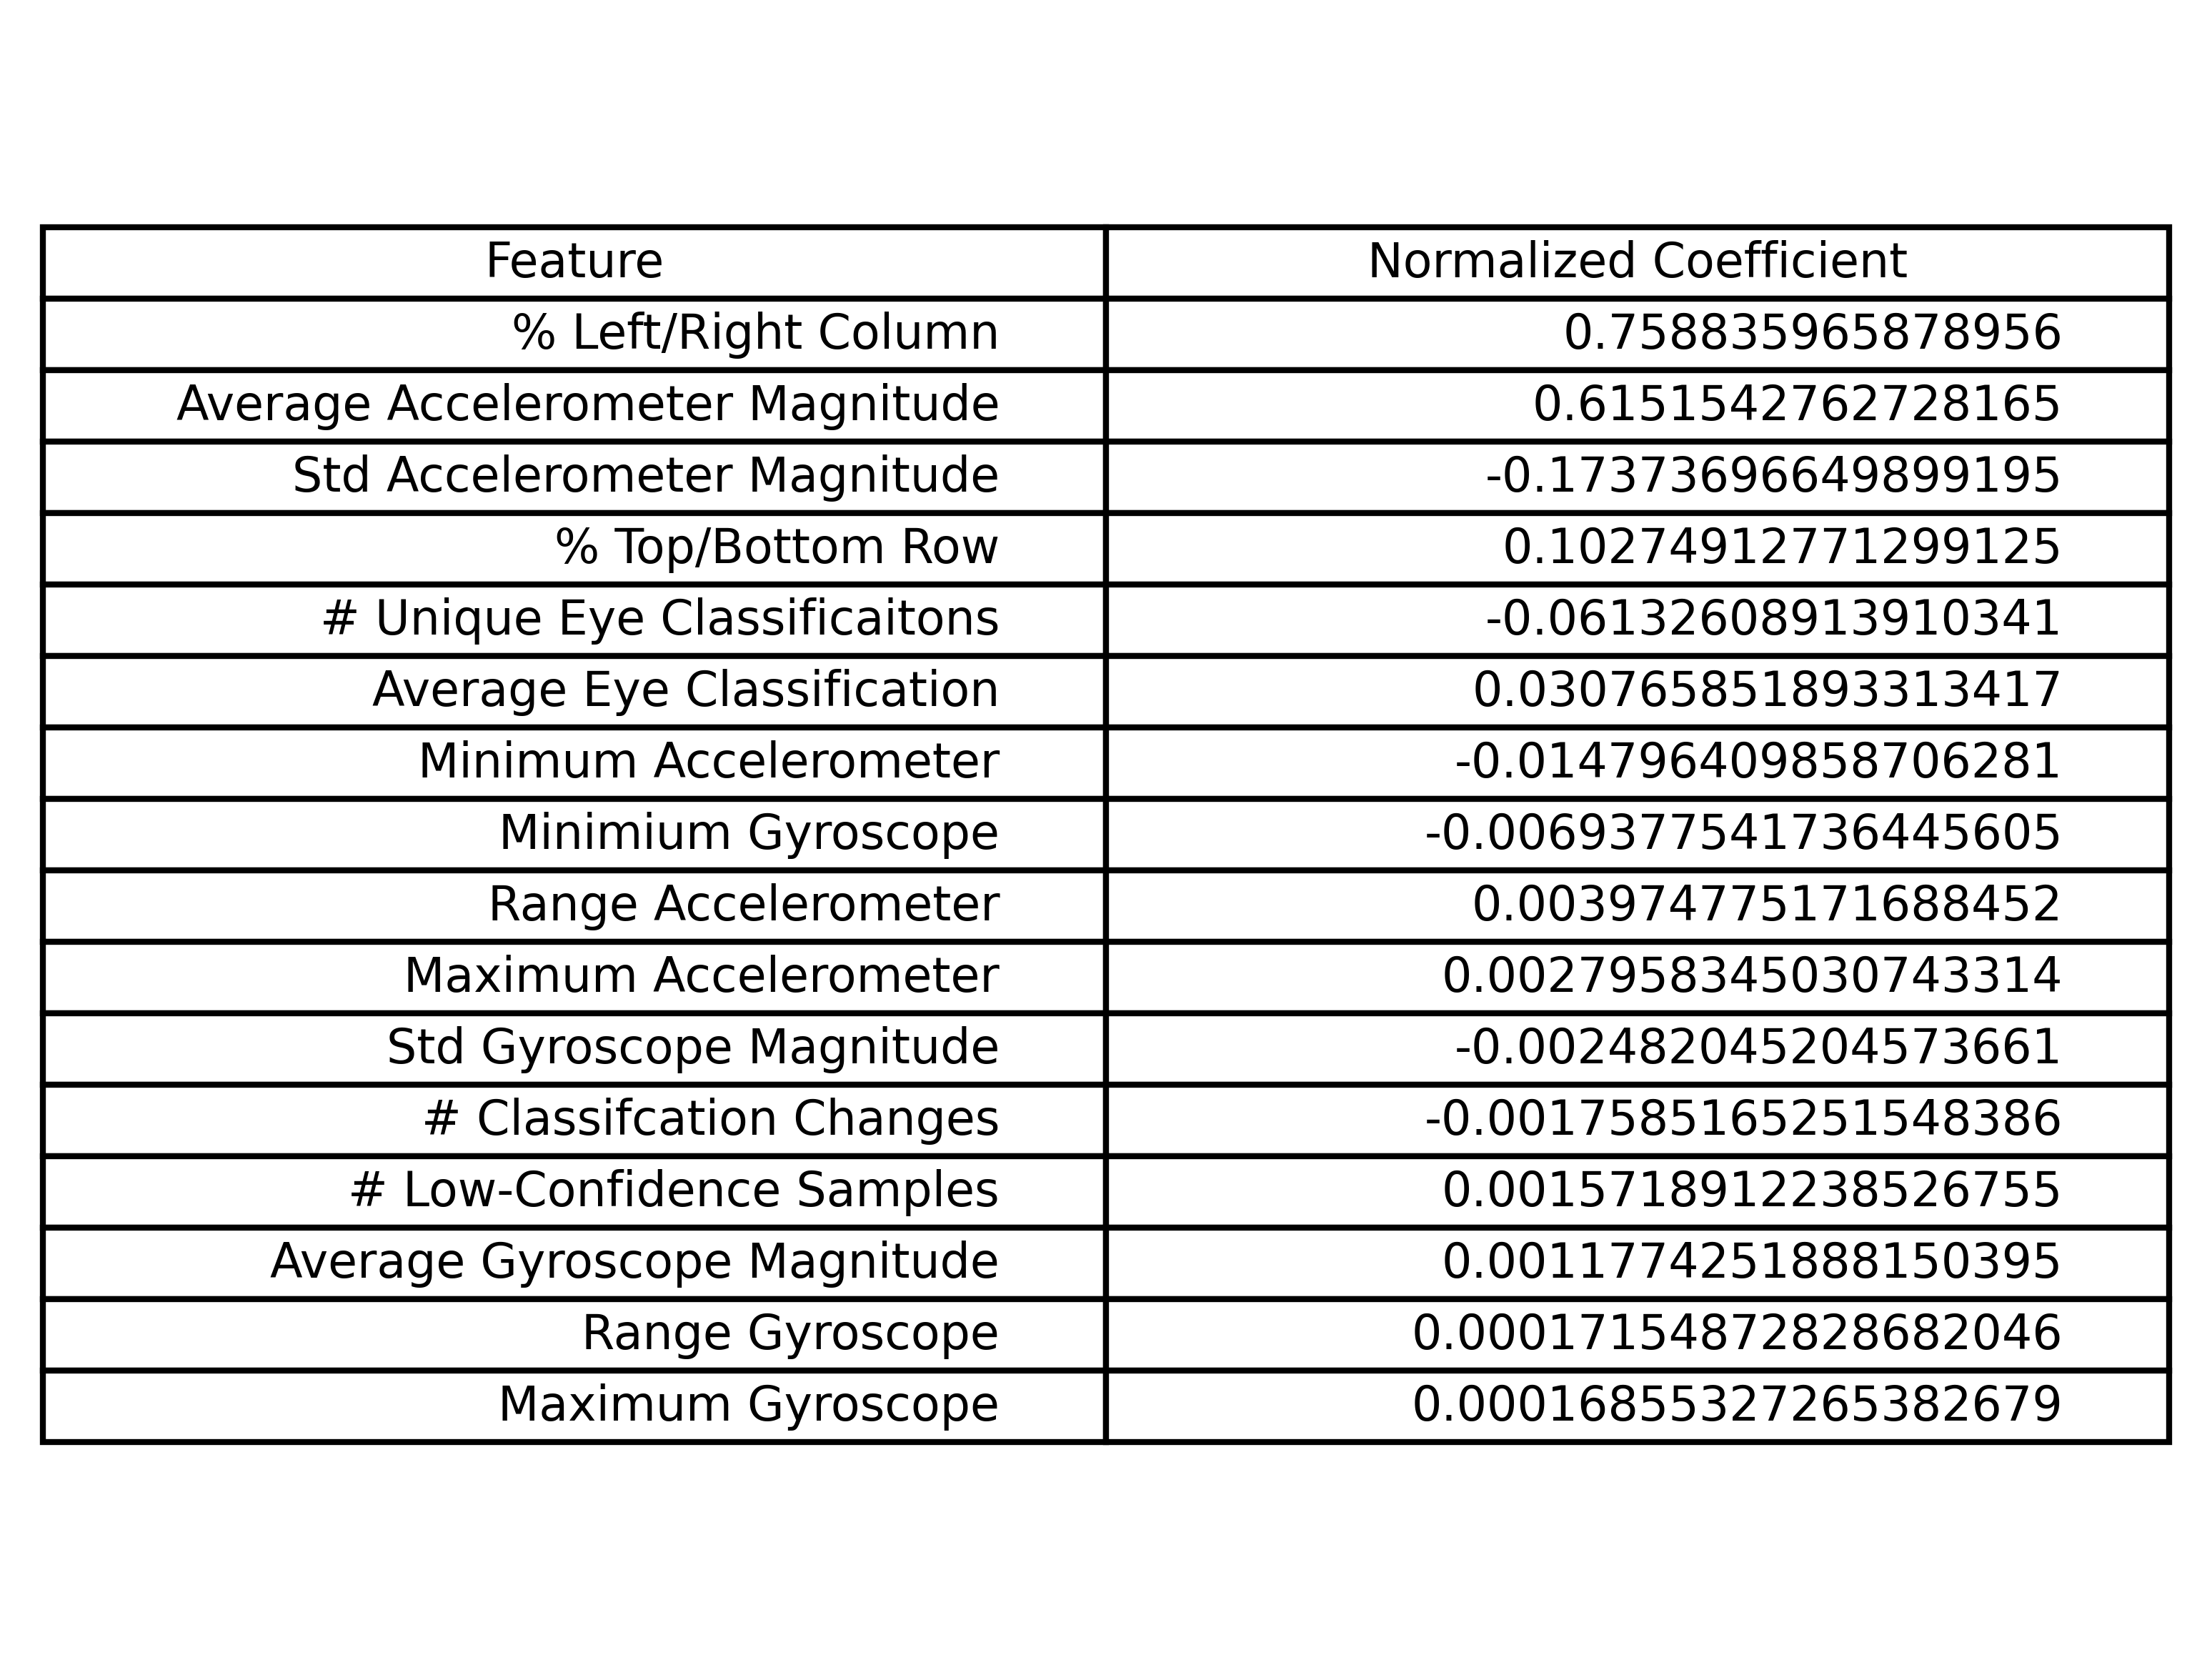 Feature Normalized Coefficient
% Left/Right Column 0.758835965878956
Average Accelerometer Magnitude 0.6151542762728165
Std Accelerometer Magnitude -0.17373696649899195
% Top/Bottom Row 0.10274912771299125
# Unique Eye Classificaitons -0.06132608913910341
Average Eye Classification 0.030765851893313417
Minimum Accelerometer -0.014796409858706281
Minimium Gyroscope -0.0069377541736445605
Range Accelerometer 0.003974775171688452
Maximum Accelerometer 0.0027958345030743314
Std Gyroscope Magnitude -0.002482045204573661
# Classifcation Changes -0.0017585165251548386
# Low-Confidence Samples 0.0015718912238526755
Average Gyroscope Magnitude 0.0011774251888150395
Range Gyroscope 0.00017154872828682046
Maximum Gyroscope 0.00016855327265382679